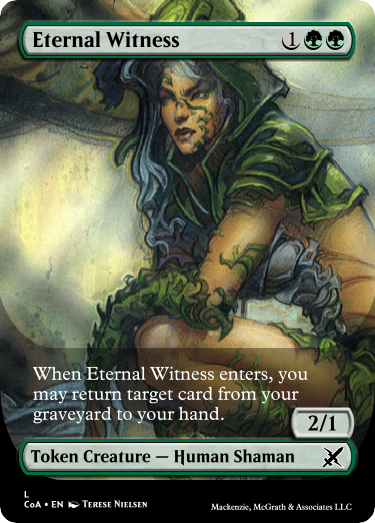 Eternal Witness 1
When Eternal Witness enters, you
may return target card from your
graveyard to your hand.
2/1
Token Creature — Human Shaman
L
CoA • EN Terese Nielsen
Mackenzie, McGrath & Associates LLC